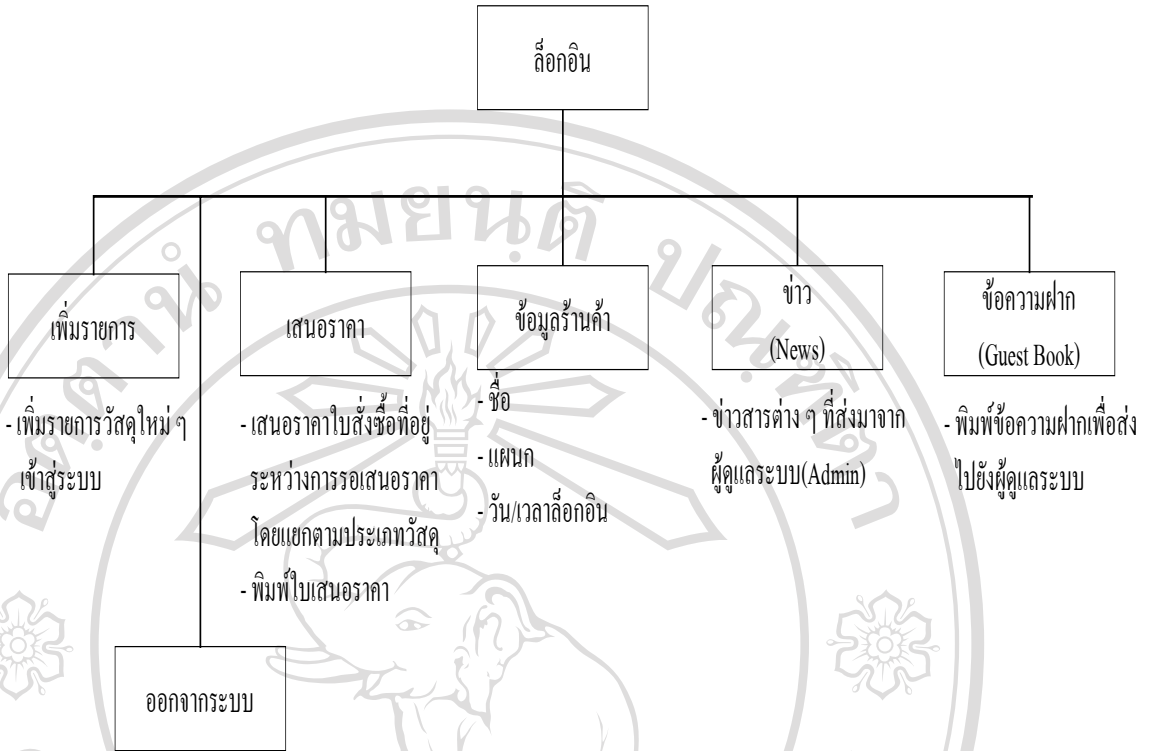 ล็อกอิน
เพิ่มรายการ
- เพิ่มรายการวัสดุใหม่ ๆ
เข้าสู่ระบบ
เสนอราคา
- เสนอราคาใบสั่งซื้อที่อยู่
ระหว่างการรอเสนอราคา
โดยแยกตามประเภทวัสดุ
- พิมพ์ใบเสนอราคา
ข้อมูลร้านค้า
- ชื่อ
- แผนก
- วัน/เวลาล็อกอิน
ข่าว
(News)
- ข่าวสารต่าง ๆ ที่ส่งมาจาก
ผู้ดูแลระบบ(Admin)
ข้อความฝาก
(Guest Book)
- พิมพ์ข้อความฝากเพื่อส่ง
ไปยังผู้ดูแลระบบ
ออกจากระบบ